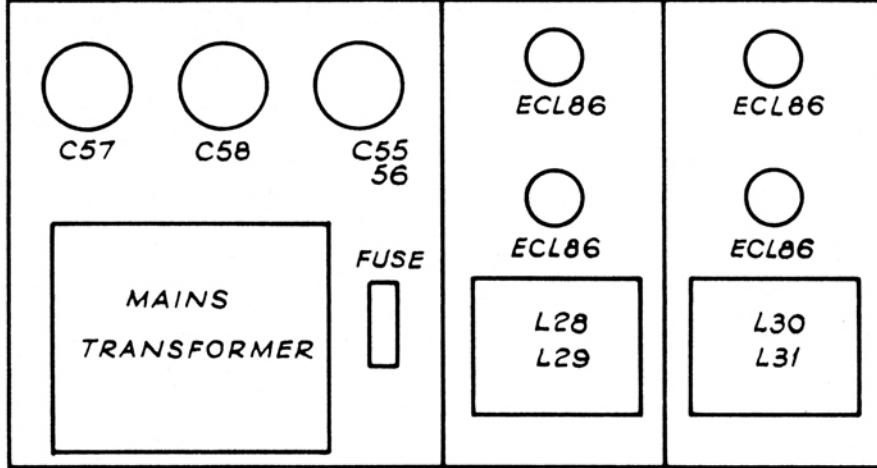 C57
C58
C55
56
ECL86
ECL86
ECL86
ECL86
FUSE
MAINS
TRANSFORMER
L28
L29
L30
L31